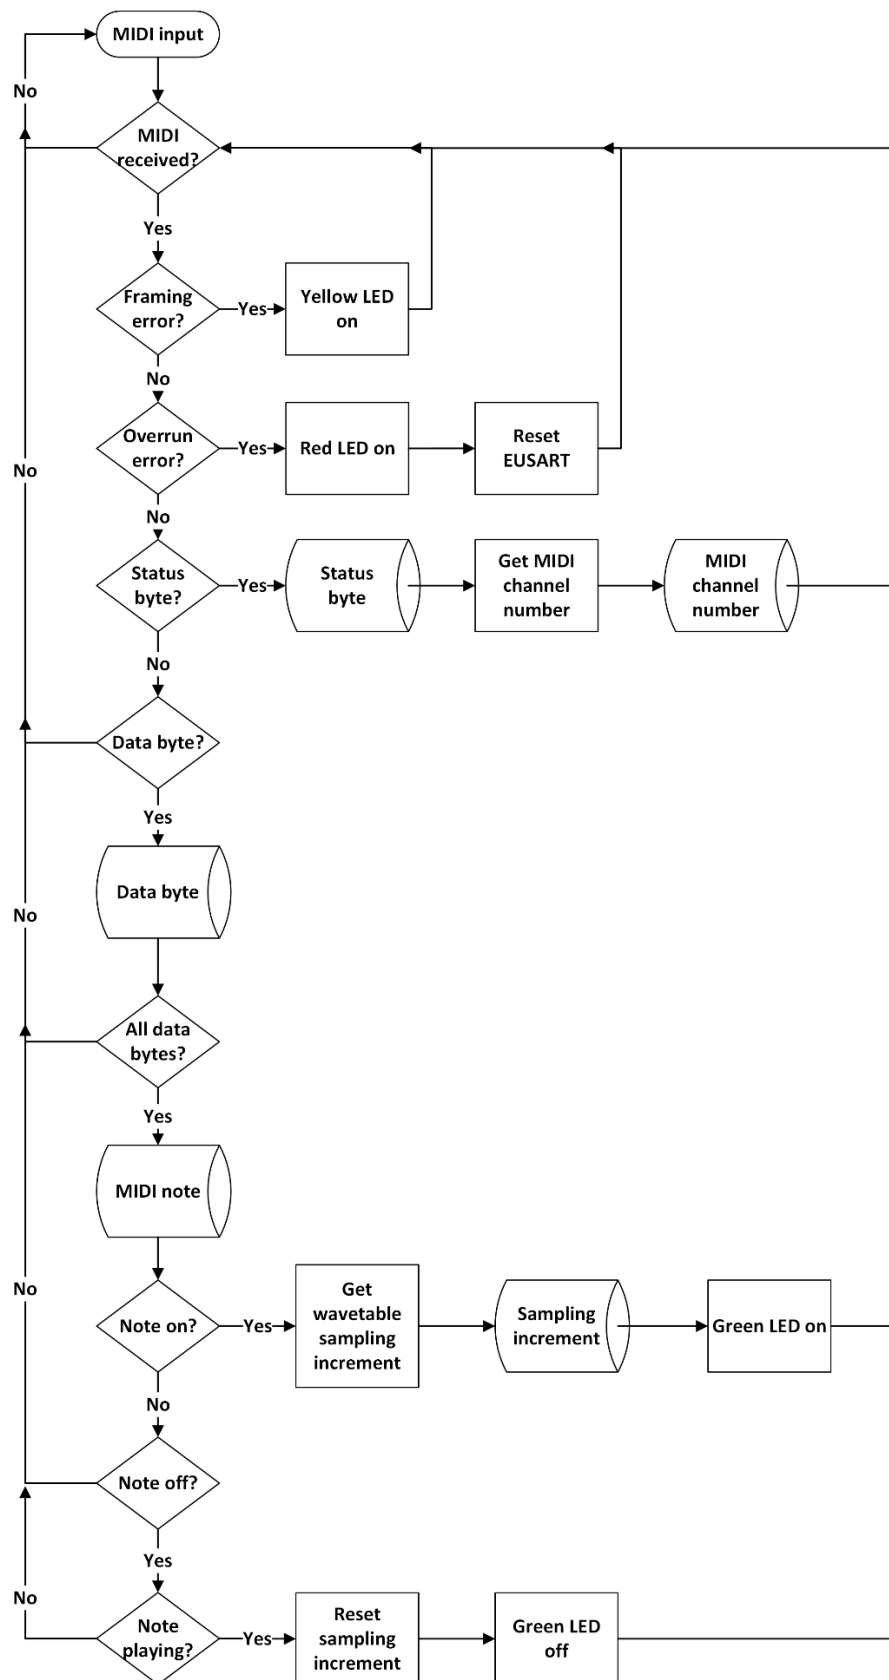 MIDI input
No
MIDI
received?
Yes
Framing
error?
Yes
Yellow LED
on
No
Overrun
error?
Yes
Red LED on
Reset
EUSART
No
No
Status
byte?
Yes
Status
byte
Get MIDI
channel
number
MIDI
channel
number
No
Data byte?
Yes
Data byte
No
All data
bytes?
Yes
MIDI note
No
Note on?
Yes
Get
wavetable
sampling
increment
Sampling
increment
Green LED on
No
Note off?
Yes
No
Note
playing?
Yes
Reset
sampling
increment
Green LED
off